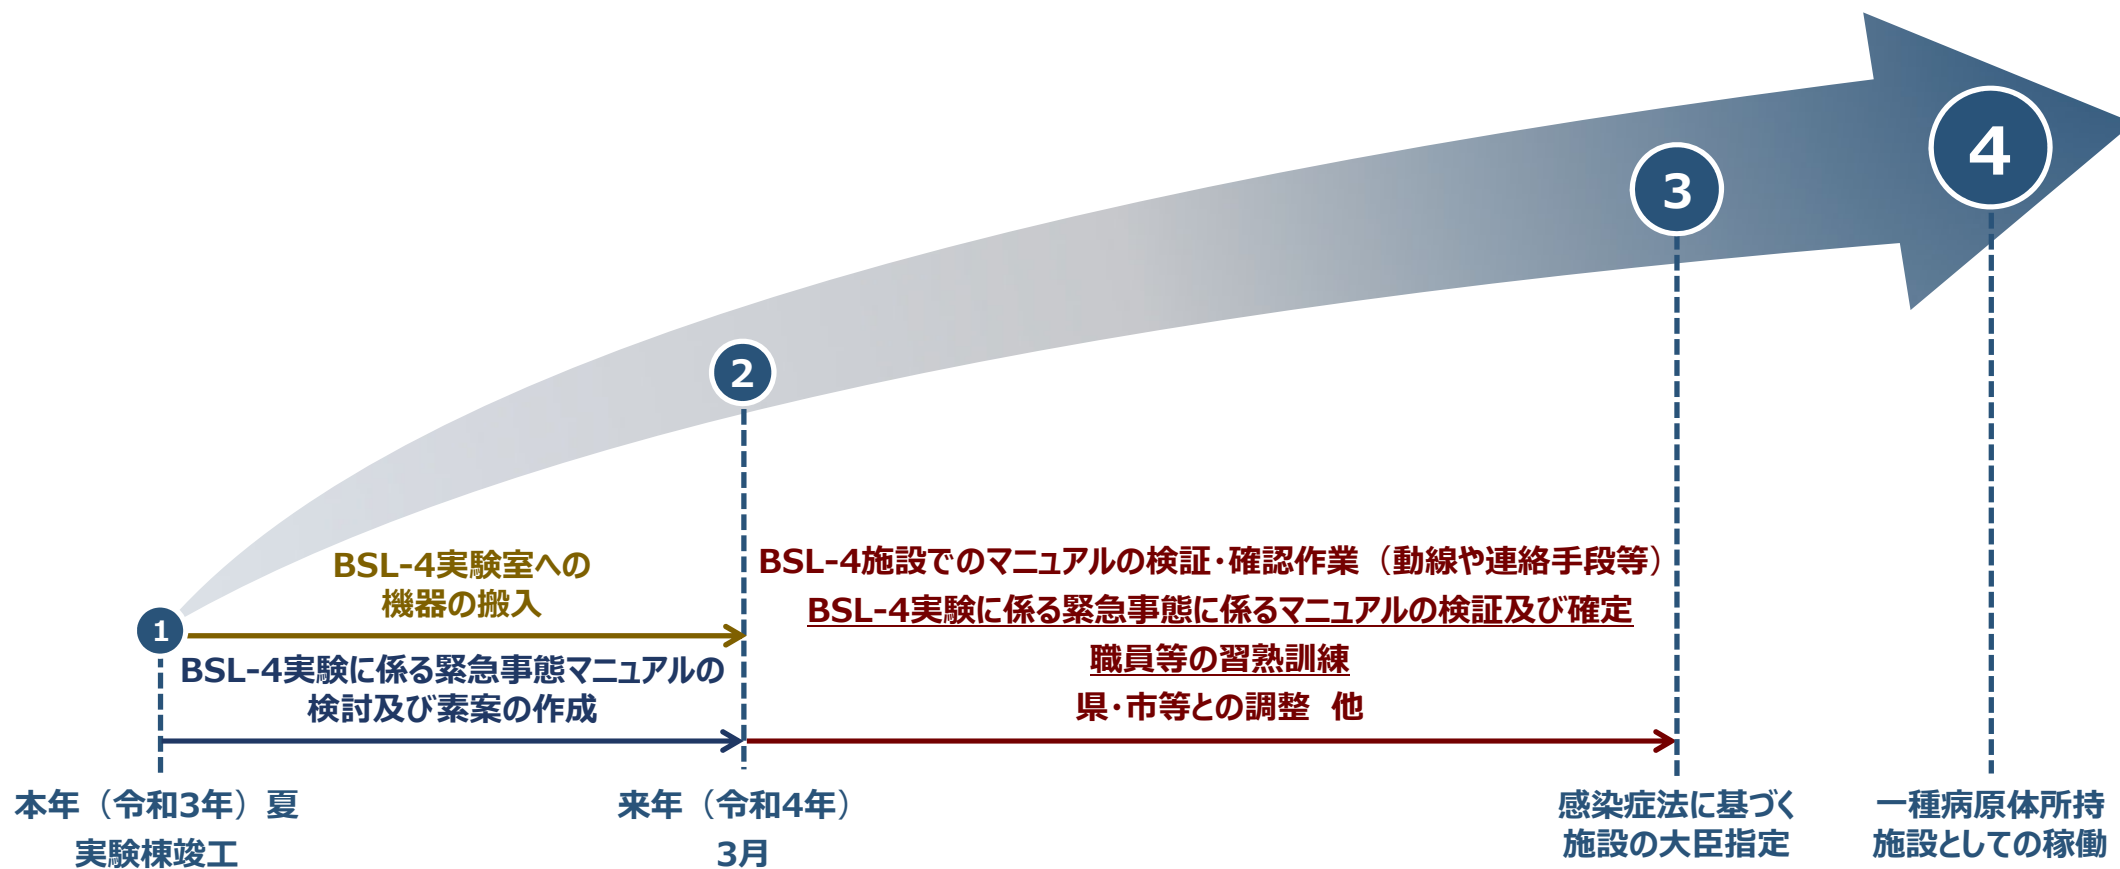 4
3
2
1
BSL-4実験室への
機器の搬入
BSL-4実験に係る緊急事態マニュアルの
検討及び素案の作成
BSL-4施設でのマニュアルの検証・確認作業（動線や連絡手段等）
BSL-4実験に係る緊急事態に係るマニュアルの検証及び確定
職員等の習熟訓練
県・市等との調整　他
本年（令和3年）夏
実験棟竣工
来年（令和4年）
3月
感染症法に基づく
施設の大臣指定
一種病原体所持
施設としての稼働